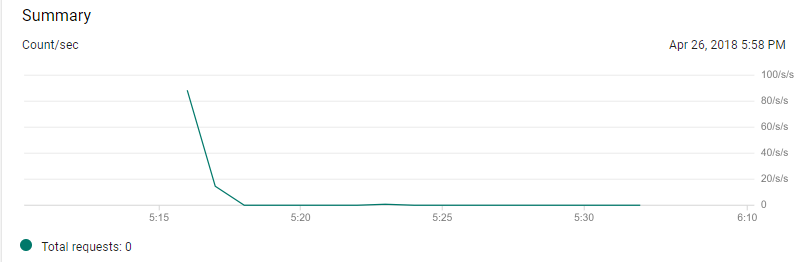 Summary
Count/sec Apr 26, 2018 5:58 PM
100/s/s
80/s/s
60/s/s
40/s/s
20/s/s
0
5:15 5:20 5:25 5:30 6:10
Total requests: 0